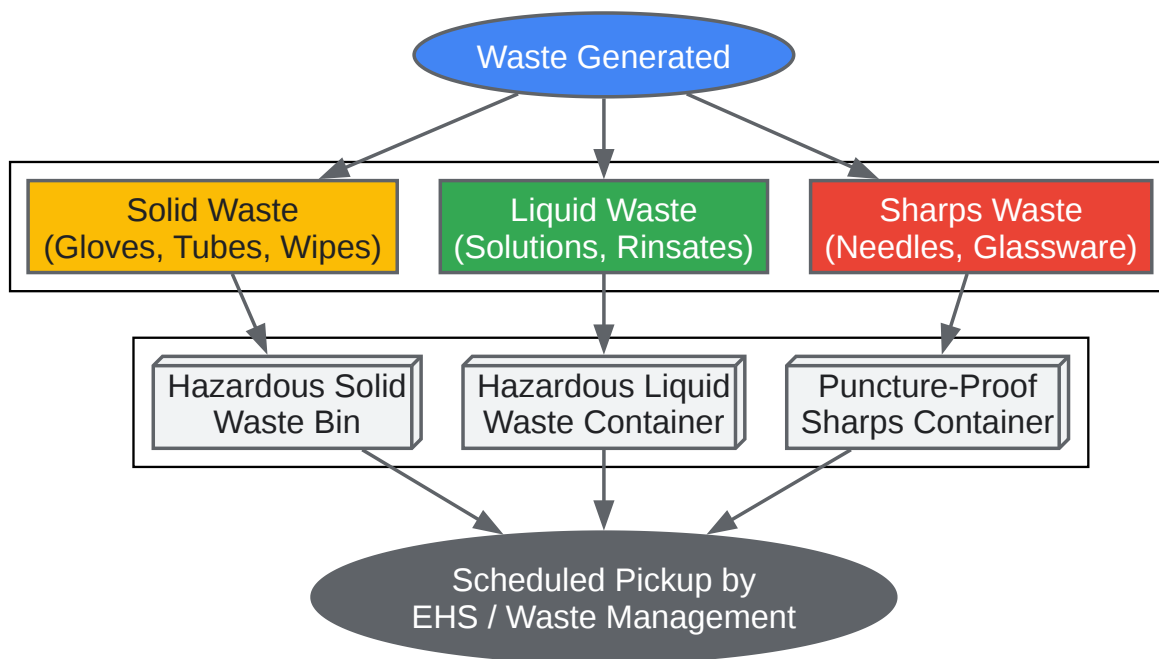 Waste Generated
Solid Waste
(Gloves, Tubes, Wipes)
Liquid Waste
(Solutions, Rinsates)
Sharps Waste
(Needles, Glassware)
Hazardous Solid
Waste Bin
Hazardous Liquid
Waste Container
Puncture-Proof
Sharps Container
Scheduled Pickup by
EHS / Waste Management